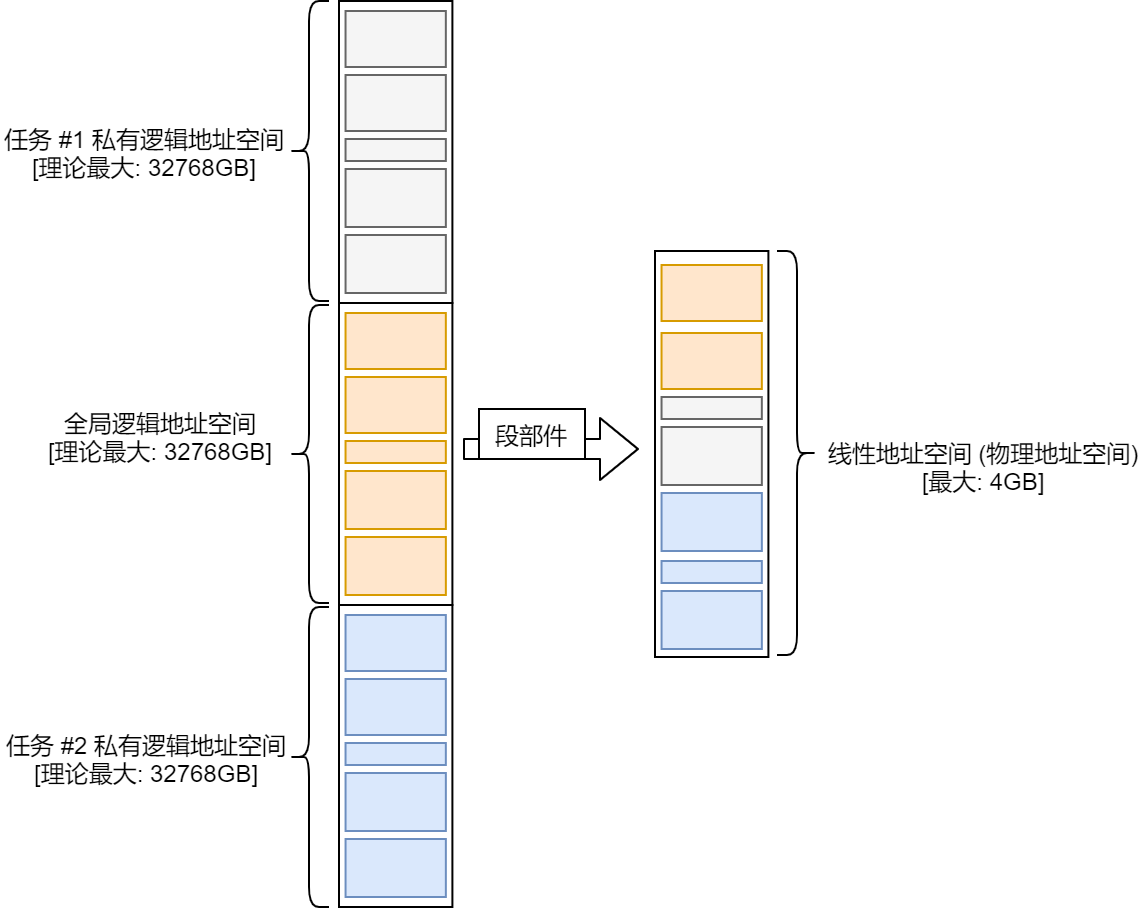 任务 #1 私有逻辑地址空间
[理论最大: 32768GB]
全局逻辑地址空间
[理论最大: 32768GB]
段部件
线性地址空间 (物理地址空间)
[最大: 4GB]
任务 #2 私有逻辑地址空间
[理论最大: 32768GB]